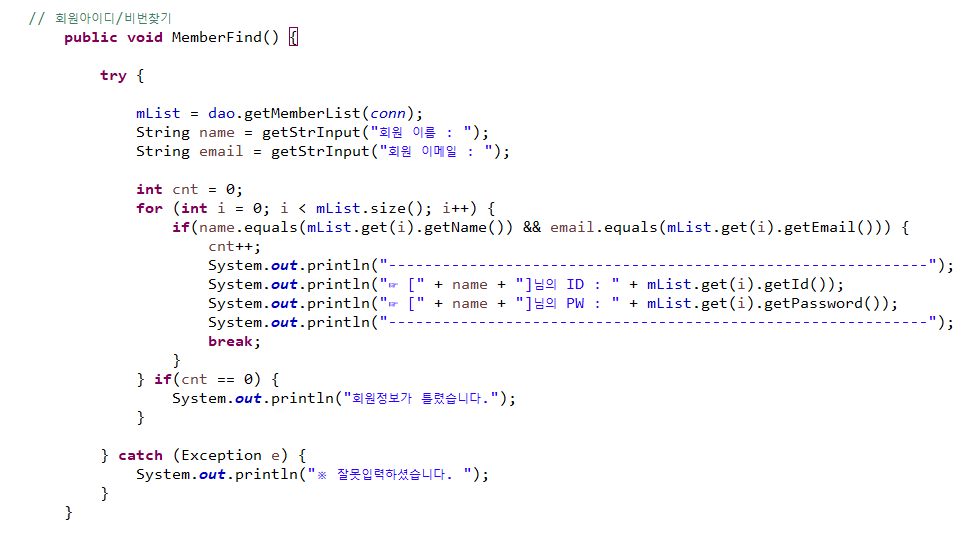 // 회원아이디/비번찾기
public void MemberFind() {
try {
mList = dao.getMemberList(conn);
String name = getStrInput("회원 이름 : ");
String email = getStrInput("회원 이메일 : ");
int cnt = 0;
for (int i = 0; i < mList.size(); i++) {
if(name.equals(mList.get(i).getName()) && email.equals(mList.get(i).getEmail())) {
cnt++;
System.out.println("------------------------------------------------------------");
System.out.println("☞ [" + name + "]님의 ID : " + mList.get(i).getId());
System.out.println("☞ [" + name + "]님의 PW : " + mList.get(i).getPassword());
System.out.println("------------------------------------------------------------");
break;
}
} if(cnt == 0) {
System.out.println("회원정보가 틀렸습니다.");
}
} catch (Exception e) {
System.out.println("※ 잘못입력하셨습니다. ");
}
}